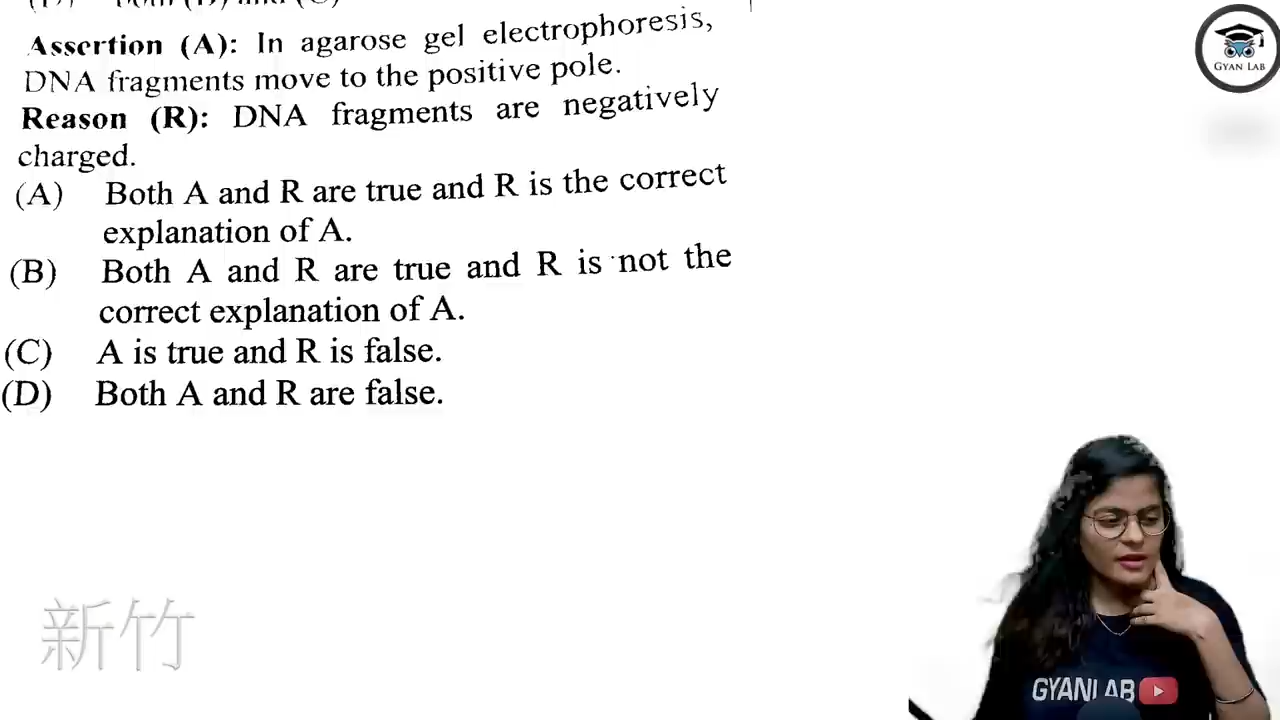 Assertion (A): In agarose gel electrophoresis,
DNA fragments move to the positive pole.
Reason (R): DNA fragments are negatively
charged.
(A) Both A and R are true and R is the correct
explanation of A.
(B) Both A and R are true and R is not the
correct explanation of A.
(C) A is true and R is false.
(D) Both A and R are false.
GYAN LAB
新竹
GYAN LAB